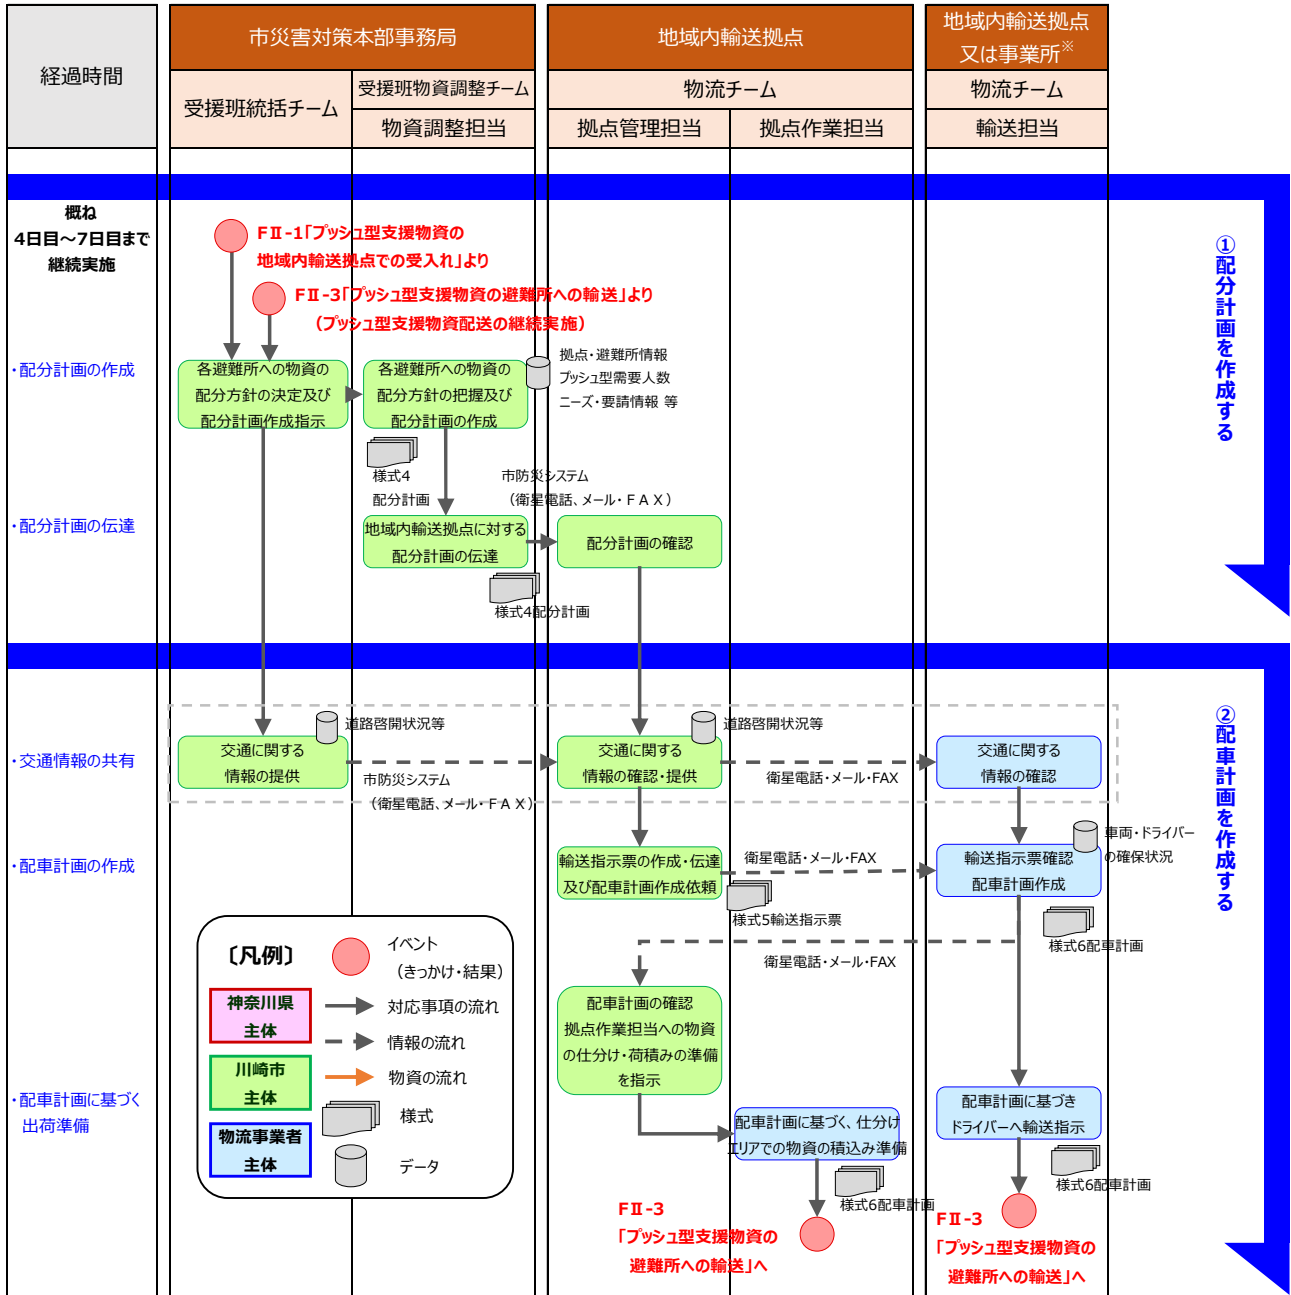 経過時間
市災害対策本部事務局
地域内輸送拠点
地域内輸送拠点
又は事業所※
受援班統括チーム
受援班物資調整チーム
物資調整担当
物流チーム
拠点管理担当
拠点作業担当
物流チーム
輸送担当
概ね
4日目～7日目まで
継続実施
FⅡ-1「プッシュ型支援物資の
地域内輸送拠点での受入れ」より
FⅡ-3「プッシュ型支援物資の避難所への輸送」より
（プッシュ型支援物資配送の継続実施）
①配分計画を作成する
・配分計画の作成
各避難所への物資の
配分方針の決定及び
配分計画作成指示
各避難所への物資の
配分方針の把握及び
配分計画の作成
拠点・避難所情報
プッシュ型需要人数
ニーズ・要請情報 等
様式4
配分計画
市防災システム
（衛星電話、メール・ＦＡＸ）
・配分計画の伝達
地域内輸送拠点に対する
配分計画の伝達
配分計画の確認
様式4配分計画
②配車計画を作成する
・交通情報の共有
道路啓開状況等
道路啓開状況等
交通に関する
情報の提供
交通に関する
情報の確認・提供
交通に関する
情報の確認
市防災システム
（衛星電話、メール・ＦＡＸ）
衛星電話・メール・FAX
・配車計画の作成
輸送指示票の作成・伝達
及び配車計画作成依頼
衛星電話・メール・FAX
車両・ドライバー
の確保状況
輸送指示票確認
配車計画作成
様式5輸送指示票
様式6配車計画
衛星電話・メール・FAX
配車計画の確認
拠点作業担当への物資
の仕分け・荷積みの準備
を指示
・配車計画に基づく
出荷準備
配車計画に基づく、仕分け
エリアでの物資の積込み準備
配車計画に基づき
ドライバーへ輸送指示
様式6配車計画
様式6配車計画
FⅡ-3
「プッシュ型支援物資の
避難所への輸送」へ
FⅡ-3
「プッシュ型支援物資の
避難所への輸送」へ
〔凡例〕
イベント
（きっかけ・結果）
神奈川県
主体
対応事項の流れ
情報の流れ
川崎市
主体
物資の流れ
様式
物流事業者
主体
データ